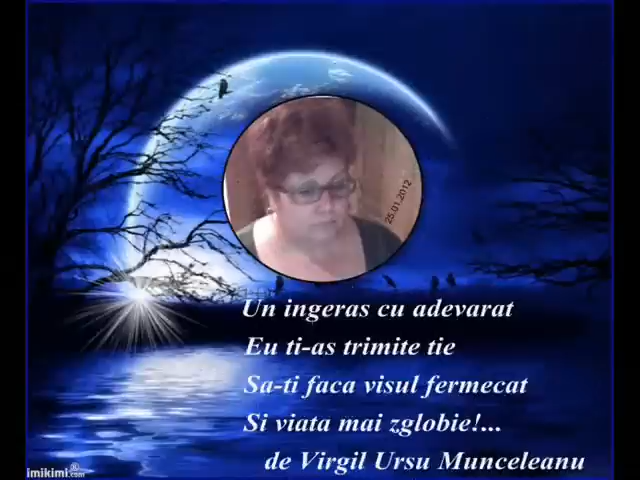 25.01.2012
Un ingeras cu adevarat
Eu ti-as trimite tie
Sa-ti faca visul fermecat
Si viata mai zglobie!...
de Virgil Ursu Munceleanu
imikimi.com